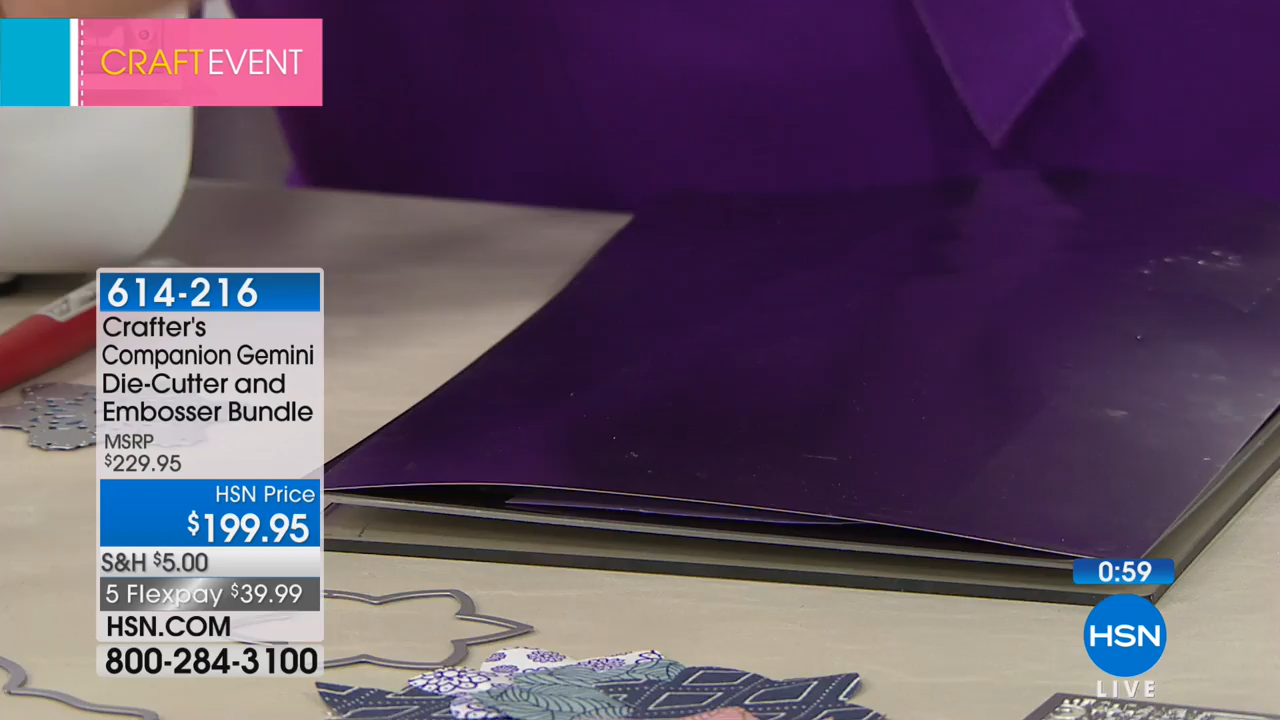 CRAFT EVENT
614-216
Crafter's
Companion Gemini
Die-Cutter and
Embosser Bundle
MSRP
$229.95
HSN Price
$199.95
S&H $5.00
5 Flexpay $39.99
HSN.COM
800-284-3100
0:59
HSN
LIVE